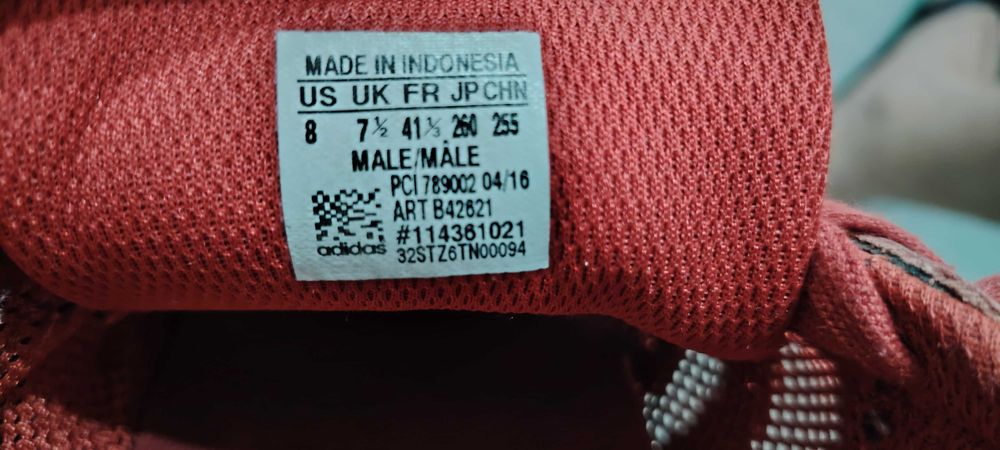 MADE IN INDONESIA
US UK FR JP CHN
8 7½ 41⅓ 260 255
MALE/MÂLE
PCI 789002 04/16
ART B42621
#114361021
adidas 32STZ6TN00094